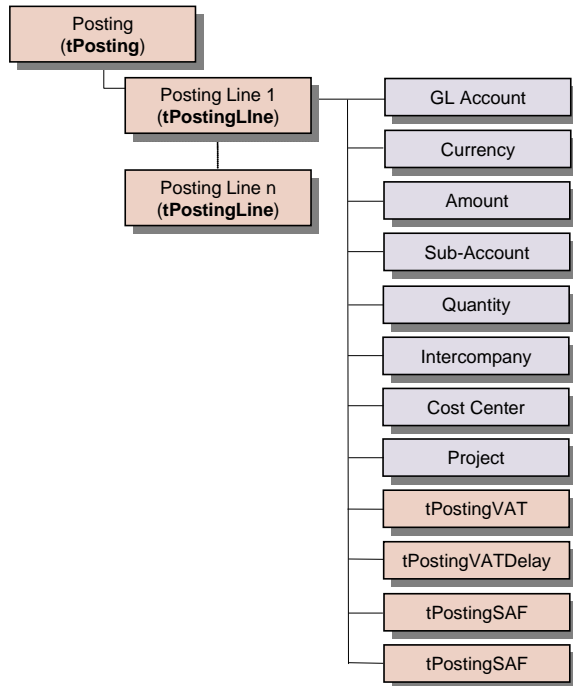 Posting
(tPosting)
Posting Line 1
(tPostingLIne)
Posting Line n
(tPostingLine)
GL Account
Currency
Amount
Sub-Account
Quantity
Intercompany
Cost Center
Project
tPostingVAT
tPostingVATDelay
tPostingSAF
tPostingSAF